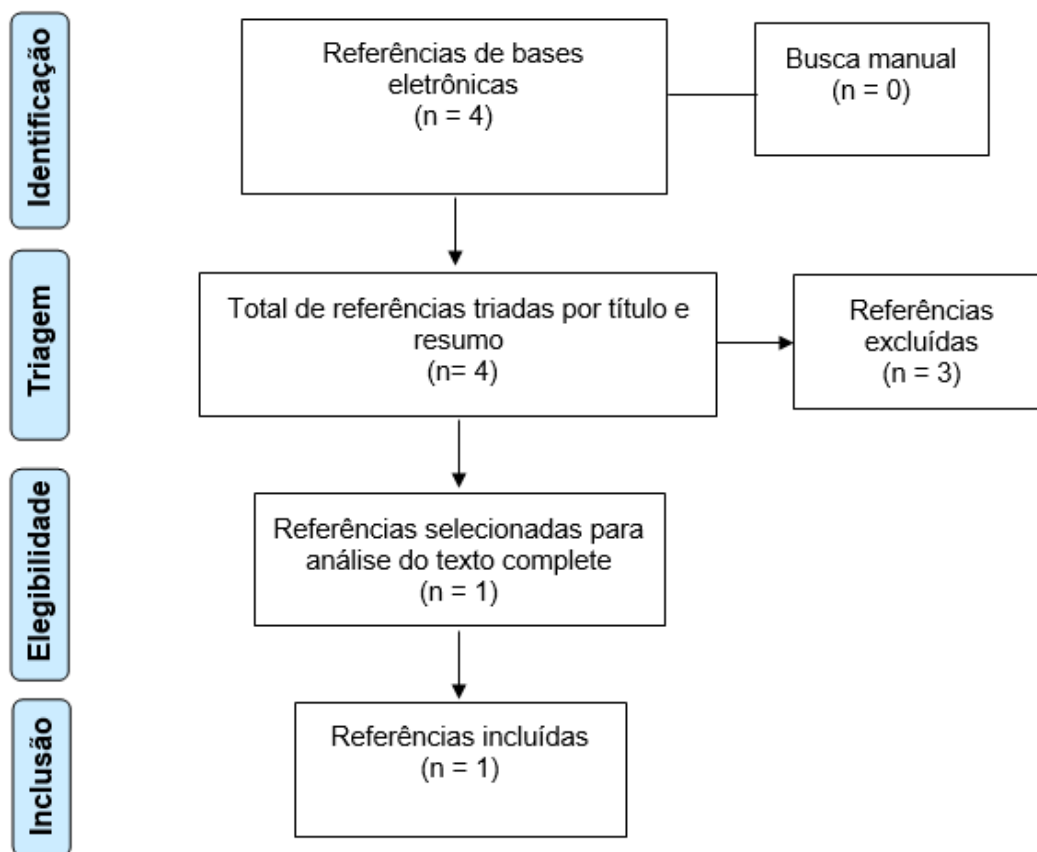 Identificação
Referências de bases
eletrônicas
(n = 4)
Busca manual
(n = 0)
Triagem
Total de referências triadas por título e
resumo
(n= 4)
Referências
excluídas
(n = 3)
Elegibilidade
Referências selecionadas para
análise do texto complete
(n = 1)
Inclusão
Referências incluídas
(n = 1)